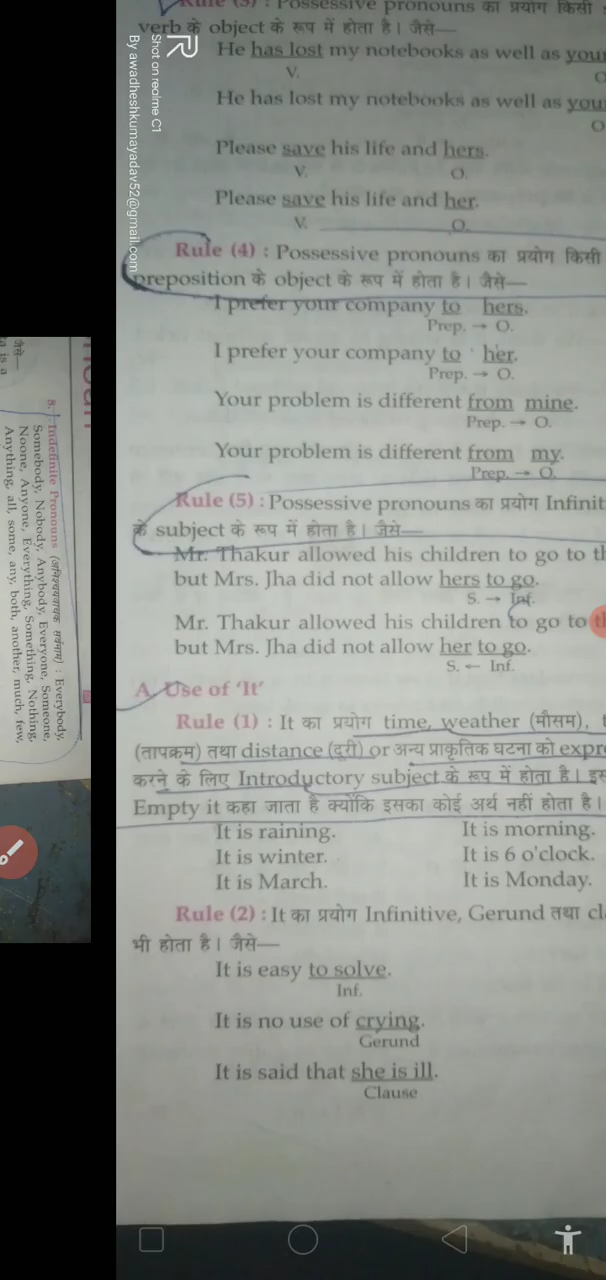 Rule (3) : Possessive pronouns का प्रयोग किसी
verb के object के रूप में होता है। जैसे—
He has lost my notebooks as well as your
V.
O
He has lost my notebooks as well as you
O
Please save his life and hers.
V. O.
Please save his life and her.
V. O.
Rule (4) : Possessive pronouns का प्रयोग किसी
preposition के object के रूप में होता है। जैसे—
I prefer your company to hers.
Prep. → O.
I prefer your company to her.
Prep. → O.
Your problem is different from mine.
Prep. → O.
Your problem is different from my.
Prep. → O.
Rule (5) : Possessive pronouns का प्रयोग Infinit
के subject के रूप में होता है। जैसे—
Mr. Thakur allowed his children to go to th
but Mrs. Jha did not allow hers to go.
S. → Inf.
Mr. Thakur allowed his children to go to th
but Mrs. Jha did not allow her to go.
S. ← Inf.
A. Use of ‘It’
Rule (1) : It का प्रयोग time, weather (मौसम), t
(तापक्रम) तथा distance (दूरी) or अन्य प्राकृतिक घटना को expre
करने के लिए Introductory subject के रूप में होता है। इस
Empty it कहा जाता है क्योंकि इसका कोई अर्थ नहीं होता है।
It is raining. It is morning.
It is winter. It is 6 o'clock.
It is March. It is Monday.
Rule (2) : It का प्रयोग Infinitive, Gerund तथा cla
भी होता है। जैसे—
It is easy to solve.
Inf.
It is no use of crying.
Gerund
It is said that she is ill.
Clause
Shot on realme C1
By awadheshkumayadav52@gmail.com
noun
जैसे—
a is a
8. Indefinite Pronouns (अनिश्चयवाचक सर्वनाम) : Everybody,
Somebody, Nobody, Anybody, Everyone, Someone,
Noone, Anyone, Everything, Something, Nothing,
Anything, all, some, any, both, another, much, few,